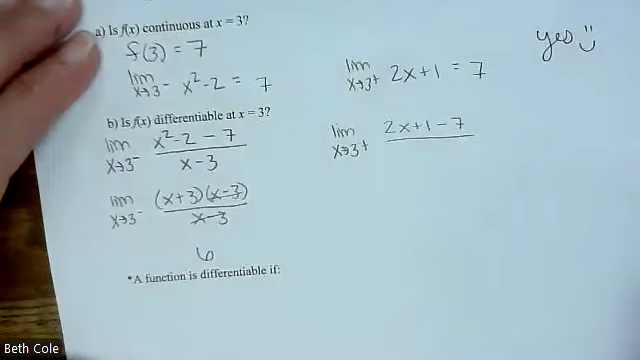 a) Is f(x) continuous at x = 3?
f(3) = 7
lim x→3⁻ x²-2 = 7
lim x→3⁺ 2x+1 = 7
yes
b) Is f(x) differentiable at x = 3?
lim x→3⁻ x²-2-7 / x-3
lim x→3⁺ 2x+1-7
lim x→3⁻ (x+3)(x-3) / x-3
6
*A function is differentiable if:
Beth Cole